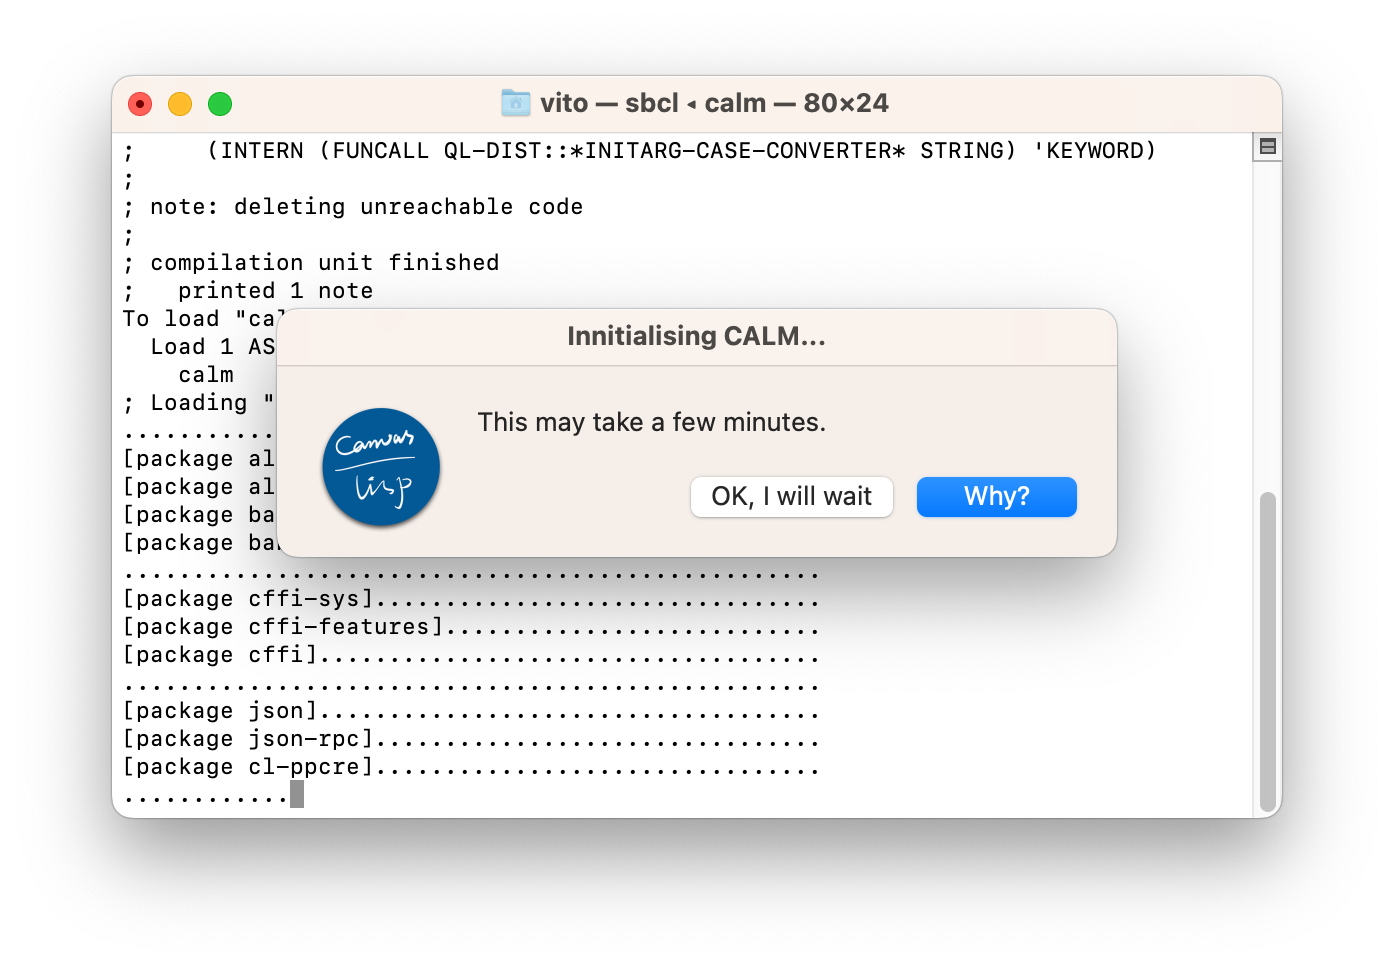 vito — sbcl ◂ calm — 80×24
;     (INTERN (FUNCALL QL-DIST::*INITARG-CASE-CONVERTER* STRING) 'KEYWORD)
;
; note: deleting unreachable code
;
; compilation unit finished
;   printed 1 note
To load "cal
  Load 1 AS
    calm
; Loading "
...........
[package al
[package al
[package ba
[package ba
..................................................
[package cffi-sys]................................
[package cffi-features]...........................
[package cffi]....................................
..................................................
[package json]....................................
[package json-rpc]................................
[package cl-ppcre]................................
............
Innitialising CALM...
Canvas
Lisp
This may take a few minutes.
OK, I will wait
Why?